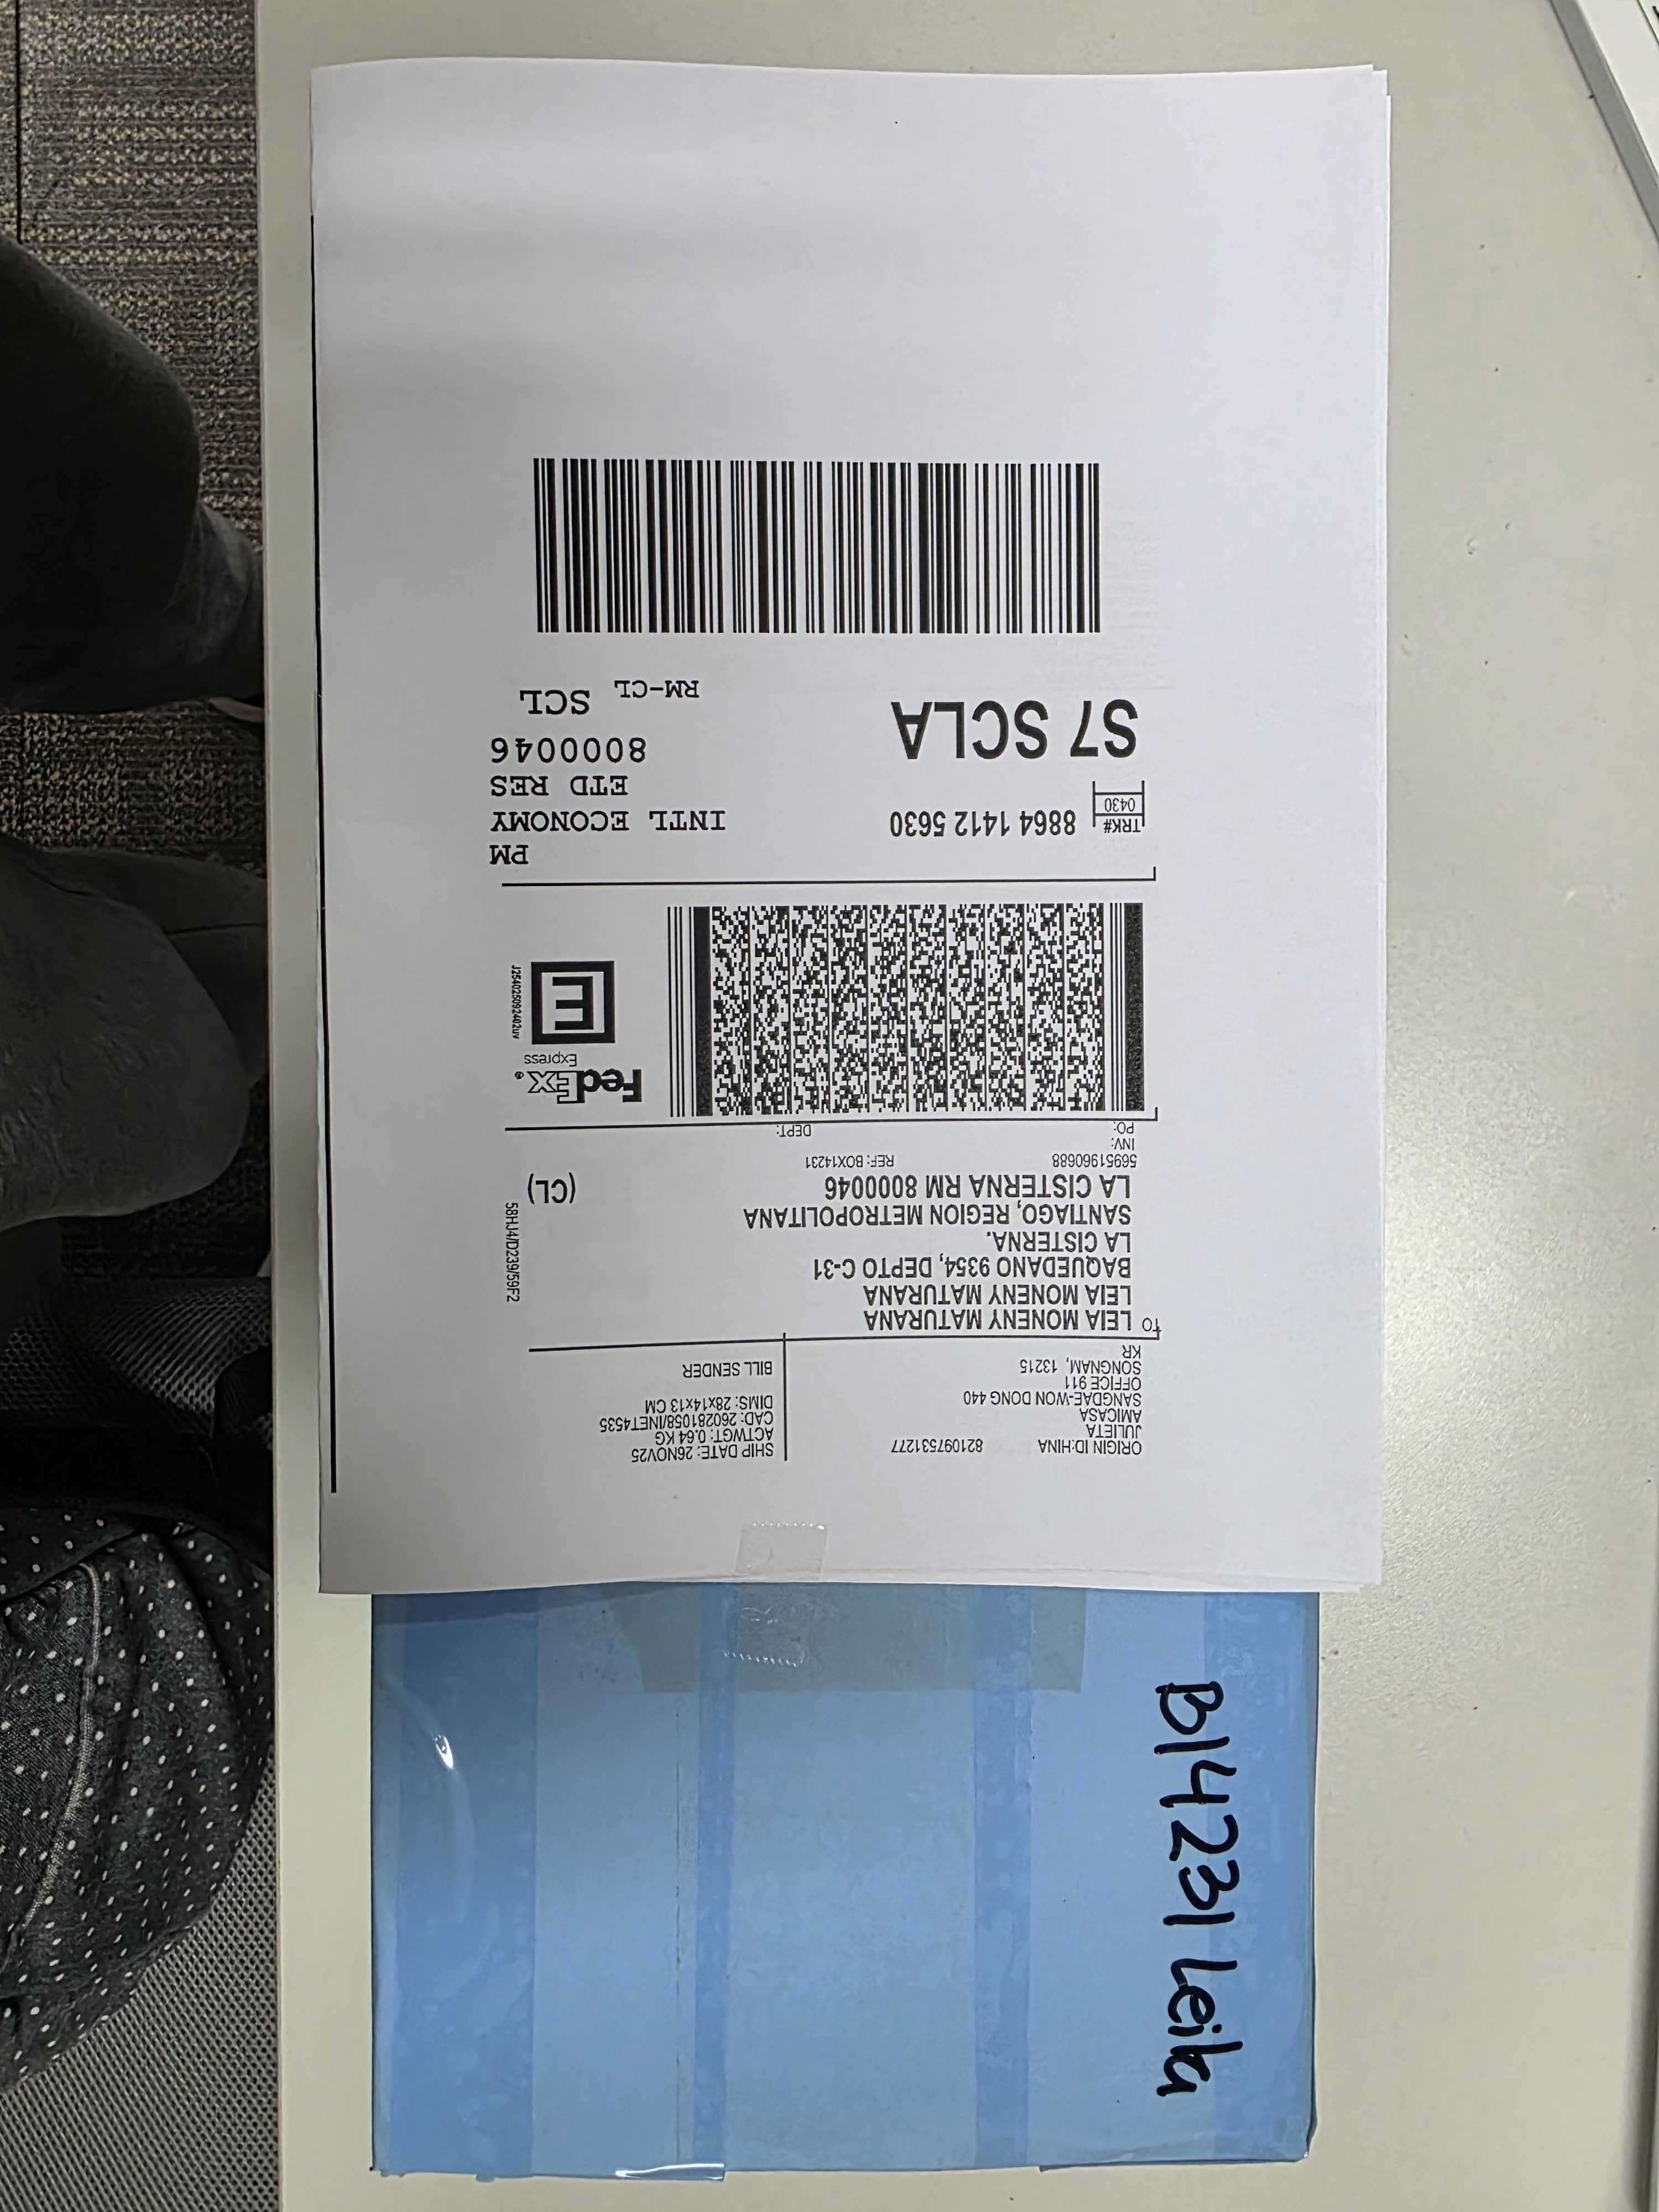 ORIGIN ID:HINA 821097531277
JULIETA
AMICASA
SANGDAE-WON DONG 440
OFFICE 911
SONGNAM, 13215
KR
SHIP DATE: 26NOV25
ACTWGT: 0.64 KG
CAD: 260281058/INET4535
DIMS: 28x14x13 CM
BILL SENDER
TO LEIA MONENY MATURANA
LEIA MONENY MATURANA
BAQUEDANO 9354, DEPTO C-31
LA CISTERNA.
SANTIAGO, REGION METROPOLITANA
LA CISTERNA RM 8000046
(CL)
56951960688 REF: BOX14231
INV:
PO: DEPT:
58HJ4/D239/59F2
FedEx®
Express
E
J254025092402uv
TRK# 8864 1412 5630
0430
PM
INTL ECONOMY
ETD RES
8000046
S7 SCLA
RM-CL SCL
B14231 Leila